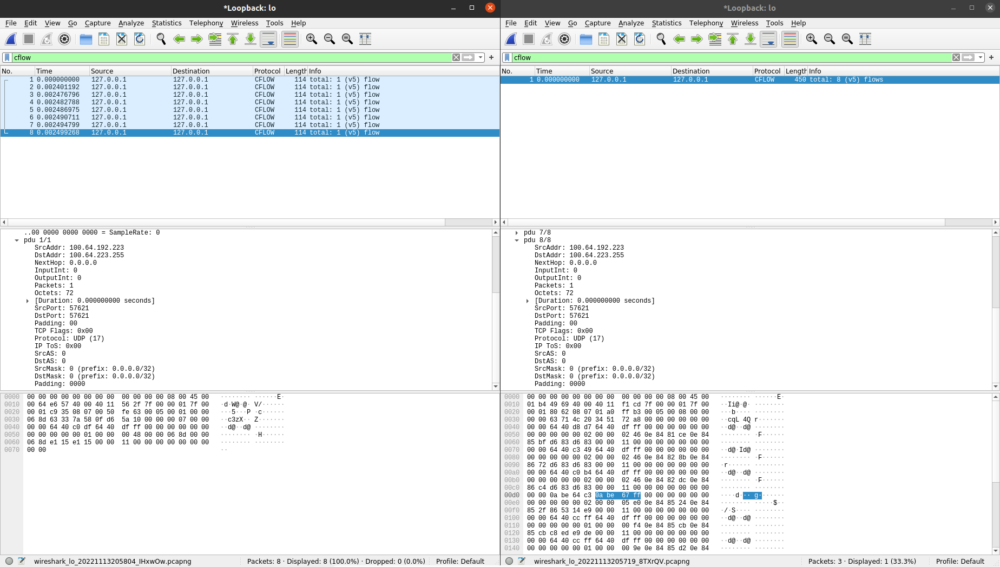 *Loopback: lo
File Edit View Go Capture Analyze Statistics Telephony Wireless Tools Help
cflow
No. Time Source Destination Protocol Length Info
1 0.000000000 127.0.0.1 127.0.0.1 CFLOW 114 total: 1 (v5) flow
2 0.002401192 127.0.0.1 127.0.0.1 CFLOW 114 total: 1 (v5) flow
3 0.002476796 127.0.0.1 127.0.0.1 CFLOW 114 total: 1 (v5) flow
4 0.002482788 127.0.0.1 127.0.0.1 CFLOW 114 total: 1 (v5) flow
5 0.002486975 127.0.0.1 127.0.0.1 CFLOW 114 total: 1 (v5) flow
6 0.002490711 127.0.0.1 127.0.0.1 CFLOW 114 total: 1 (v5) flow
7 0.002494799 127.0.0.1 127.0.0.1 CFLOW 114 total: 1 (v5) flow
8 0.002499268 127.0.0.1 127.0.0.1 CFLOW 114 total: 1 (v5) flow
..00 0000 0000 0000 = SampleRate: 0
pdu 1/1
SrcAddr: 100.64.192.223
DstAddr: 100.64.223.255
NextHop: 0.0.0.0
InputInt: 0
OutputInt: 0
Packets: 1
Octets: 72
[Duration: 0.000000000 seconds]
SrcPort: 57621
DstPort: 57621
Padding: 00
TCP Flags: 0x00
Protocol: UDP (17)
IP ToS: 0x00
SrcAS: 0
DstAS: 0
SrcMask: 0 (prefix: 0.0.0.0/32)
DstMask: 0 (prefix: 0.0.0.0/32)
Padding: 0000
0000 00 00 00 00 00 00 00 00 00 00 00 00 08 00 45 00 ········ ······E·
0010 00 64 e6 57 40 00 40 11 56 2f 7f 00 00 01 7f 00 ·d·W@·@· V/······
0020 00 01 c9 35 08 07 00 50 fe 63 00 05 00 01 00 00 ···5···P ·c······
0030 06 8d 63 33 7a 58 0f d6 5a 10 00 00 00 07 00 00 ··c3zX·· Z·······
0040 00 00 64 40 c0 df 64 40 df ff 00 00 00 00 00 00 ··d@··d@ ········
0050 00 00 00 00 00 01 00 00 00 48 00 00 06 8d 00 00 ········ ·H······
0060 06 8d e1 15 e1 15 00 00 11 00 00 00 00 00 00 00 ········ ········
0070 00 00 ··
wireshark_lo_20221113205804_IHxwOw.pcapng Packets: 8 · Displayed: 8 (100.0%) · Dropped: 0 (0.0%) Profile: Default
*Loopback: lo
File Edit View Go Capture Analyze Statistics Telephony Wireless Tools Help
cflow
No. Time Source Destination Protocol Length Info
1 0.000000000 127.0.0.1 127.0.0.1 CFLOW 450 total: 8 (v5) flows
pdu 7/8
pdu 8/8
SrcAddr: 100.64.192.223
DstAddr: 100.64.223.255
NextHop: 0.0.0.0
InputInt: 0
OutputInt: 0
Packets: 1
Octets: 72
[Duration: 0.000000000 seconds]
SrcPort: 57621
DstPort: 57621
Padding: 00
TCP Flags: 0x00
Protocol: UDP (17)
IP ToS: 0x00
SrcAS: 0
DstAS: 0
SrcMask: 0 (prefix: 0.0.0.0/32)
DstMask: 0 (prefix: 0.0.0.0/32)
Padding: 0000
0000 00 00 00 00 00 00 00 00 00 00 00 00 08 00 45 00 ········ ······E·
0010 01 b4 49 69 40 00 40 11 f1 cd 7f 00 00 01 7f 00 ··Ii@·@· ········
0020 00 01 80 62 08 07 01 a0 ff b3 00 05 00 08 00 00 ···b···· ········
0030 00 00 63 71 4c 20 34 51 72 a8 00 00 00 00 00 00 ··cqL 4Q r·······
0040 00 00 64 40 d8 d7 64 40 df ff 00 00 00 00 00 00 ··d@··d@ ········
0050 00 00 00 00 00 02 00 00 02 46 0e 84 81 ce 0e 84 ········ ·F······
0060 85 bf d6 83 d6 83 00 00 11 00 00 00 00 00 00 00 ········ ········
0070 00 00 64 40 c3 49 64 40 df ff 00 00 00 00 00 00 ··d@·Id@ ········
0080 00 00 00 00 00 02 00 00 02 46 0e 84 82 8b 0e 84 ········ ·F······
0090 86 72 d6 83 d6 83 00 00 11 00 00 00 00 00 00 00 ·r······ ········
00a0 00 00 64 40 c0 b4 64 40 df ff 00 00 00 00 00 00 ··d@··d@ ········
00b0 00 00 00 00 00 02 00 00 02 46 0e 84 82 dc 0e 84 ········ ·F······
00c0 86 c4 d6 83 d6 83 00 00 11 00 00 00 00 00 00 00 ········ ········
00d0 00 00 0a be 64 c3 0a be 67 ff 00 00 00 00 00 00 ····d··· g·······
00e0 00 00 00 00 00 02 00 00 05 e0 0e 84 85 24 0e 84 ········ ·····$··
00f0 85 2f 86 53 14 e9 00 00 11 00 00 00 00 00 00 00 ·/·S···· ········
0100 00 00 64 40 cc ff 64 40 df ff 00 00 00 00 00 00 ··d@··d@ ········
0110 00 00 00 00 00 01 00 00 00 f4 0e 84 85 cb 0e 84 ········ ········
0120 85 cb c8 ed e9 de 00 00 11 00 00 00 00 00 00 00 ········ ········
0130 00 00 64 40 cc ff 64 40 df ff 00 00 00 00 00 00 ··d@··d@ ········
0140 00 00 00 00 00 01 00 00 00 9e 0e 84 85 d2 0e 84 ········ ········
wireshark_lo_20221113205719_8TXrQV.pcapng Packets: 3 · Displayed: 1 (33.3%) Profile: Default